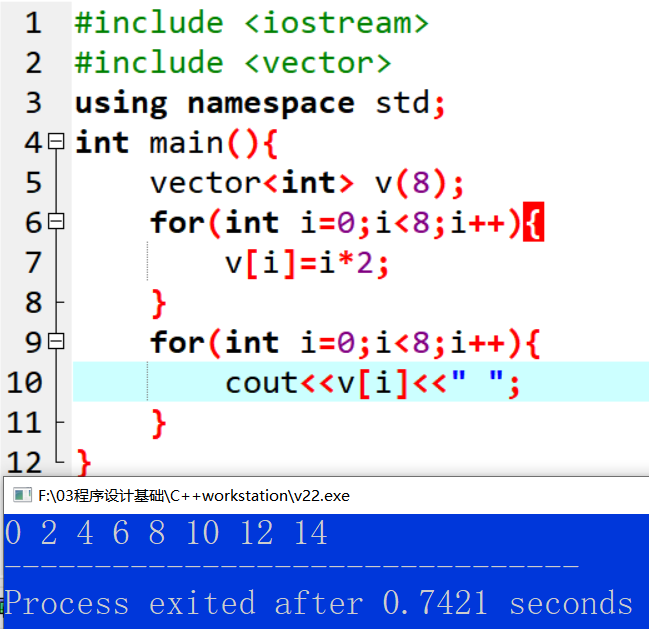 1 #include <iostream>
2 #include <vector>
3 using namespace std;
4 int main(){
5 vector<int> v(8);
6 for(int i=0;i<8;i++){
7 v[i]=i*2;
8 }
9 for(int i=0;i<8;i++){
10 cout<<v[i]<<" ";
11 }
12 }
F:\03程序设计基础\C++workstation\v22.exe
0 2 4 6 8 10 12 14
--------------------------------
Process exited after 0.7421 seconds